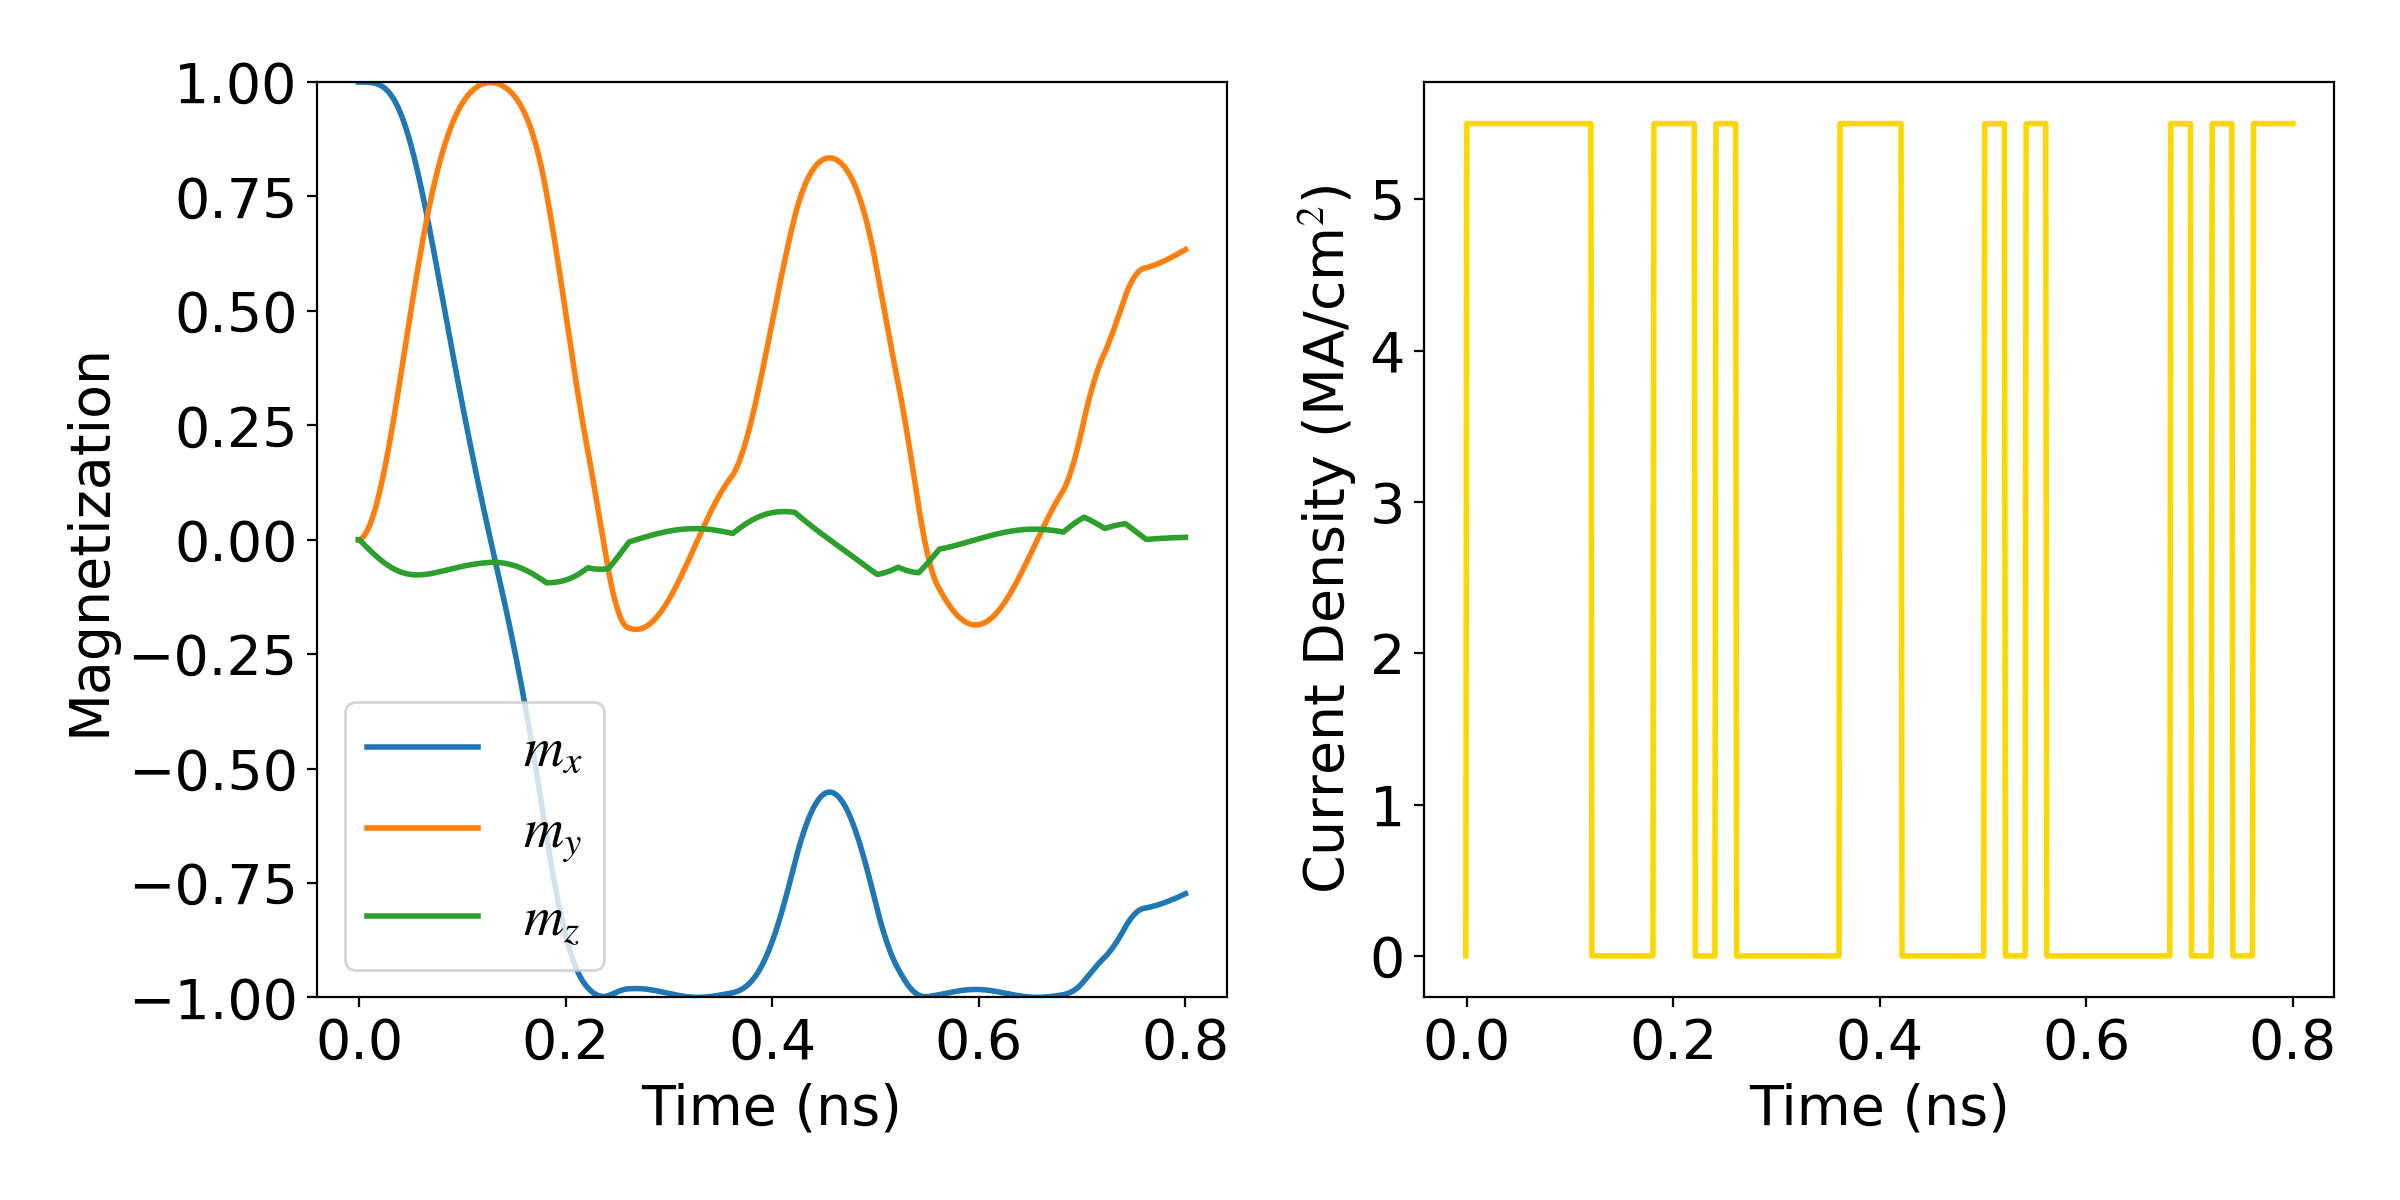 Magnetization
1.00
0.75
0.50
0.25
0.00
−0.25
−0.50
−0.75
−1.00
m_x
m_y
m_z
0.0 0.2 0.4 0.6 0.8
Time (ns)
Current Density (MA/cm²)
5
4
3
2
1
0
0.0 0.2 0.4 0.6 0.8
Time (ns)